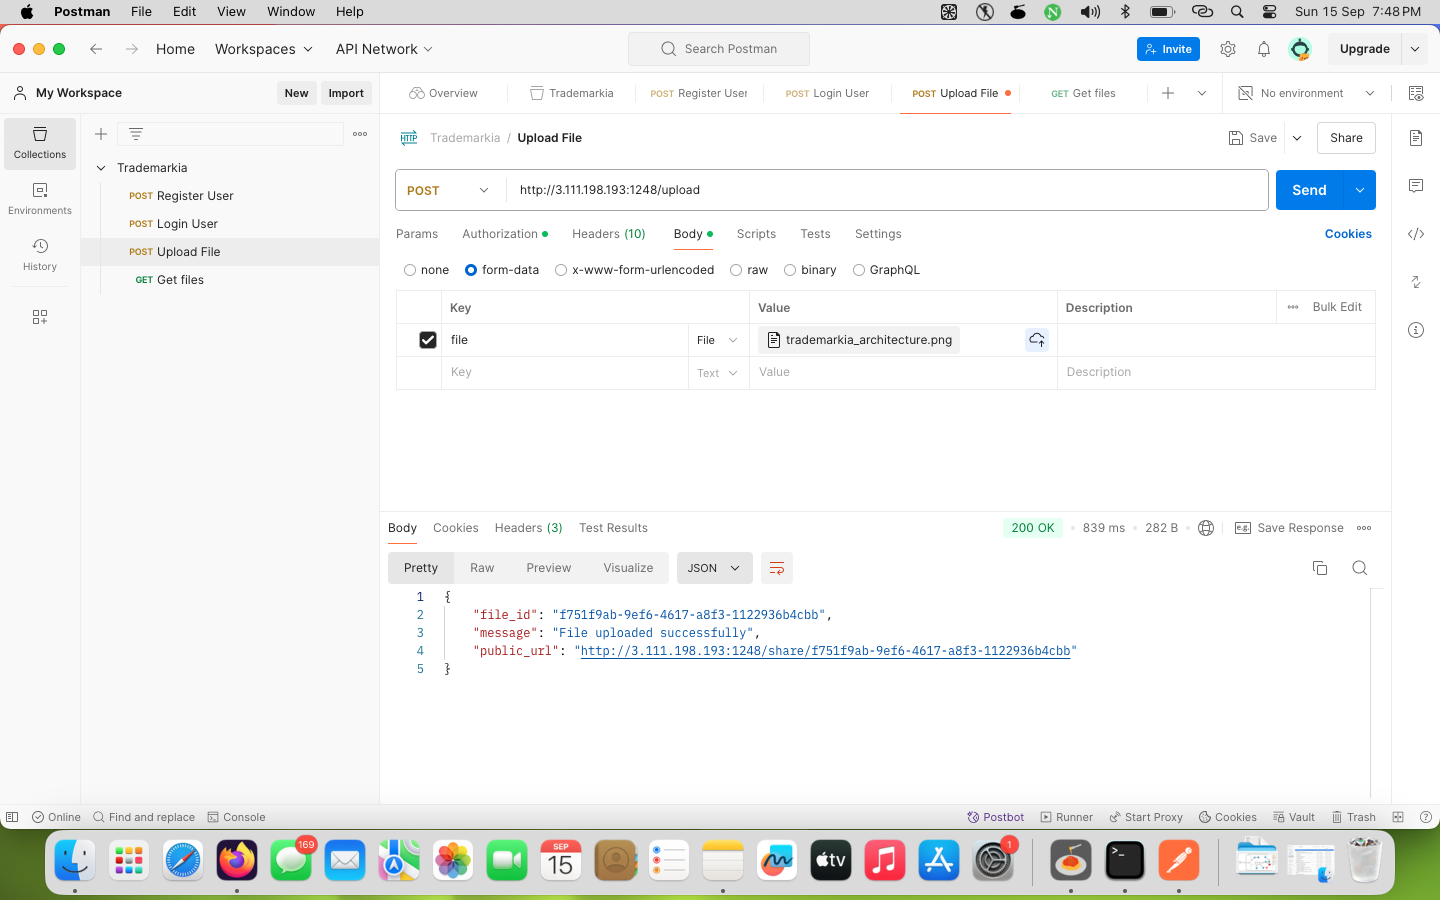 Postman File Edit View Window Help Sun 15 Sep 7:48 PM
Home Workspaces API Network Search Postman Invite Upgrade
My Workspace New Import Overview Trademarkia POST Register User POST Login User POST Upload File GET Get files No environment
Collections
Environments
History
Trademarkia
POST Register User
POST Login User
POST Upload File
GET Get files
HTTP Trademarkia / Upload File Save Share
POST http://3.111.198.193:1248/upload Send
Params Authorization Headers (10) Body Scripts Tests Settings Cookies
none form-data x-www-form-urlencoded raw binary GraphQL
Key Value Description Bulk Edit
file File trademarkia_architecture.png
Key Text Value Description
Body Cookies Headers (3) Test Results 200 OK 839 ms 282 B e.g. Save Response
Pretty Raw Preview Visualize JSON
1 {
2 "file_id": "f751f9ab-9ef6-4617-a8f3-1122936b4cbb",
3 "message": "File uploaded successfully",
4 "public_url": "http://3.111.198.193:1248/share/f751f9ab-9ef6-4617-a8f3-1122936b4cbb"
5 }
Online Find and replace Console Postbot Runner Start Proxy Cookies Vault Trash
169 SEP 15 tv 1